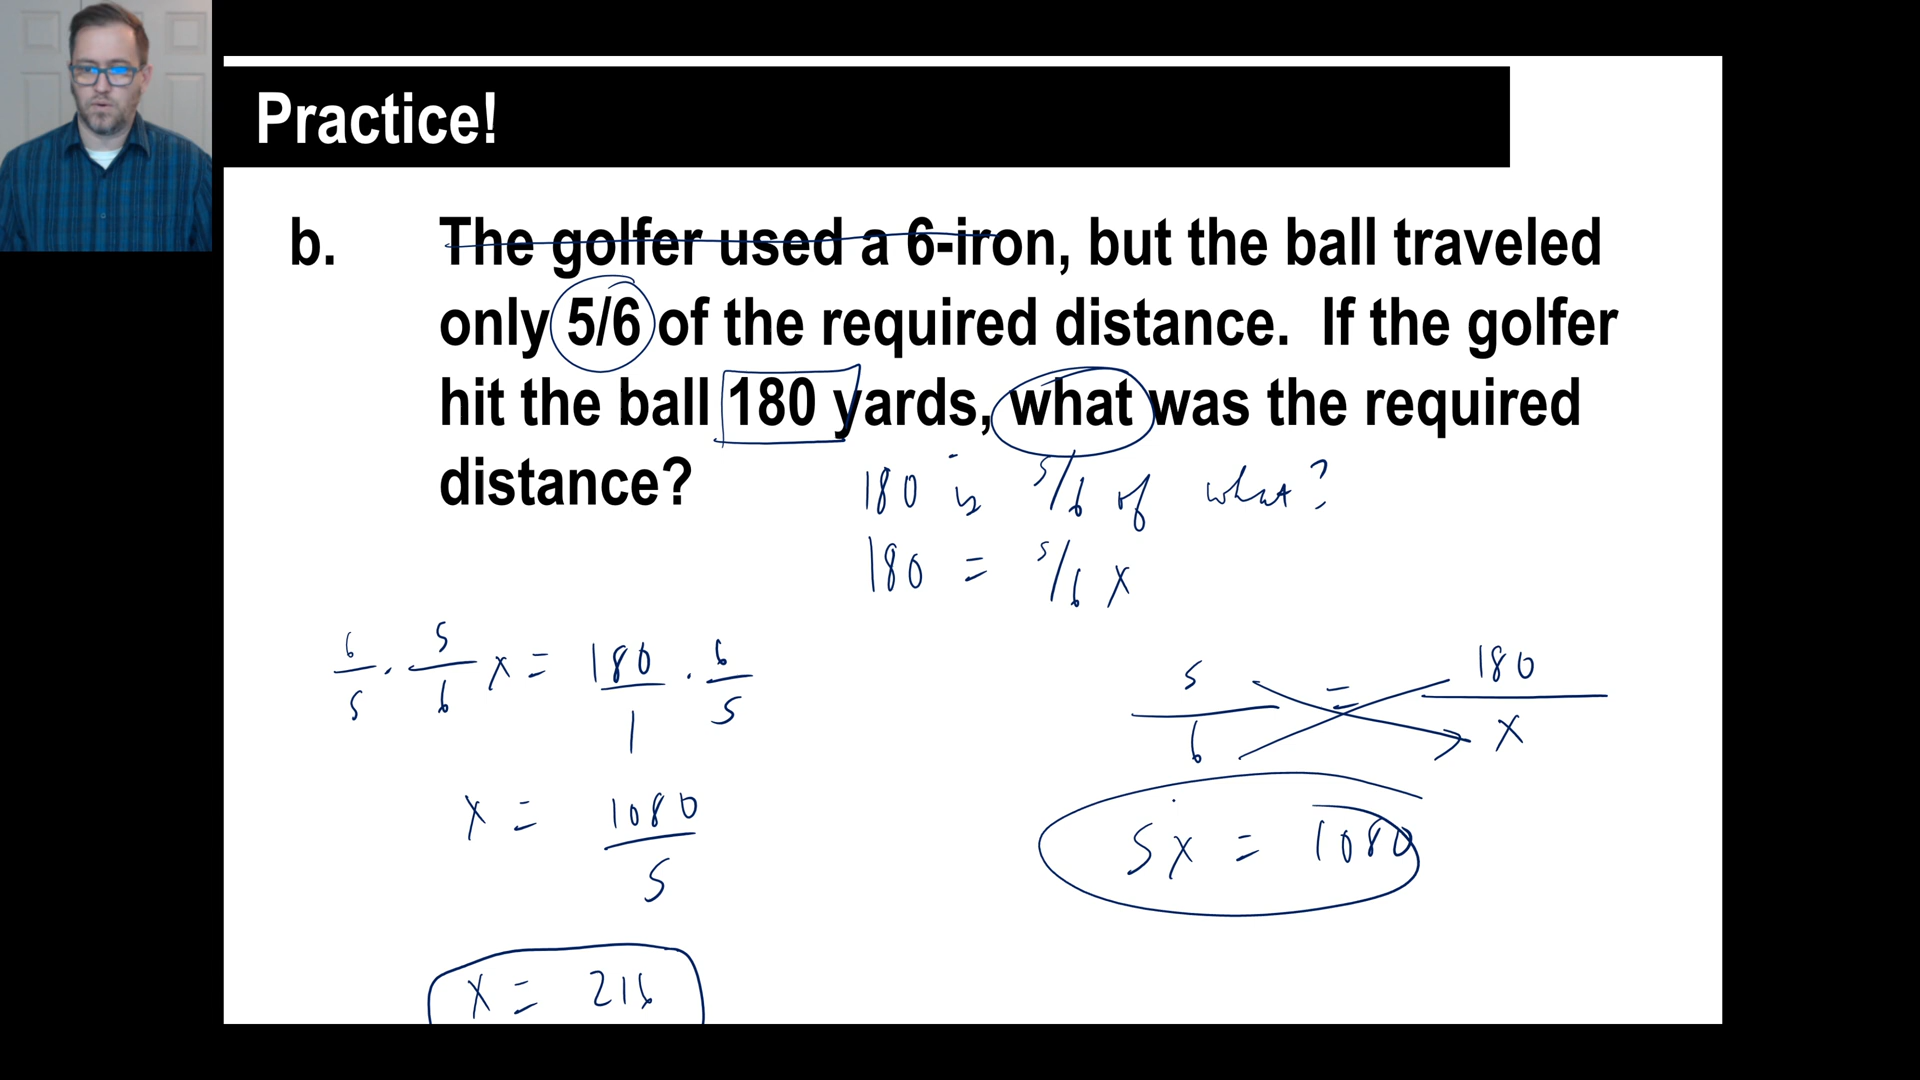 Practice!
b. The golfer used a 6-iron, but the ball traveled
only 5/6 of the required distance. If the golfer
hit the ball 180 yards, what was the required
distance?
180 is 5/6 of what?
180 = 5/6 x
6/5 · 5/6 x = 180/1 · 6/5
5/6 = 180/x
x = 1080/5
5x = 1080
x = 216